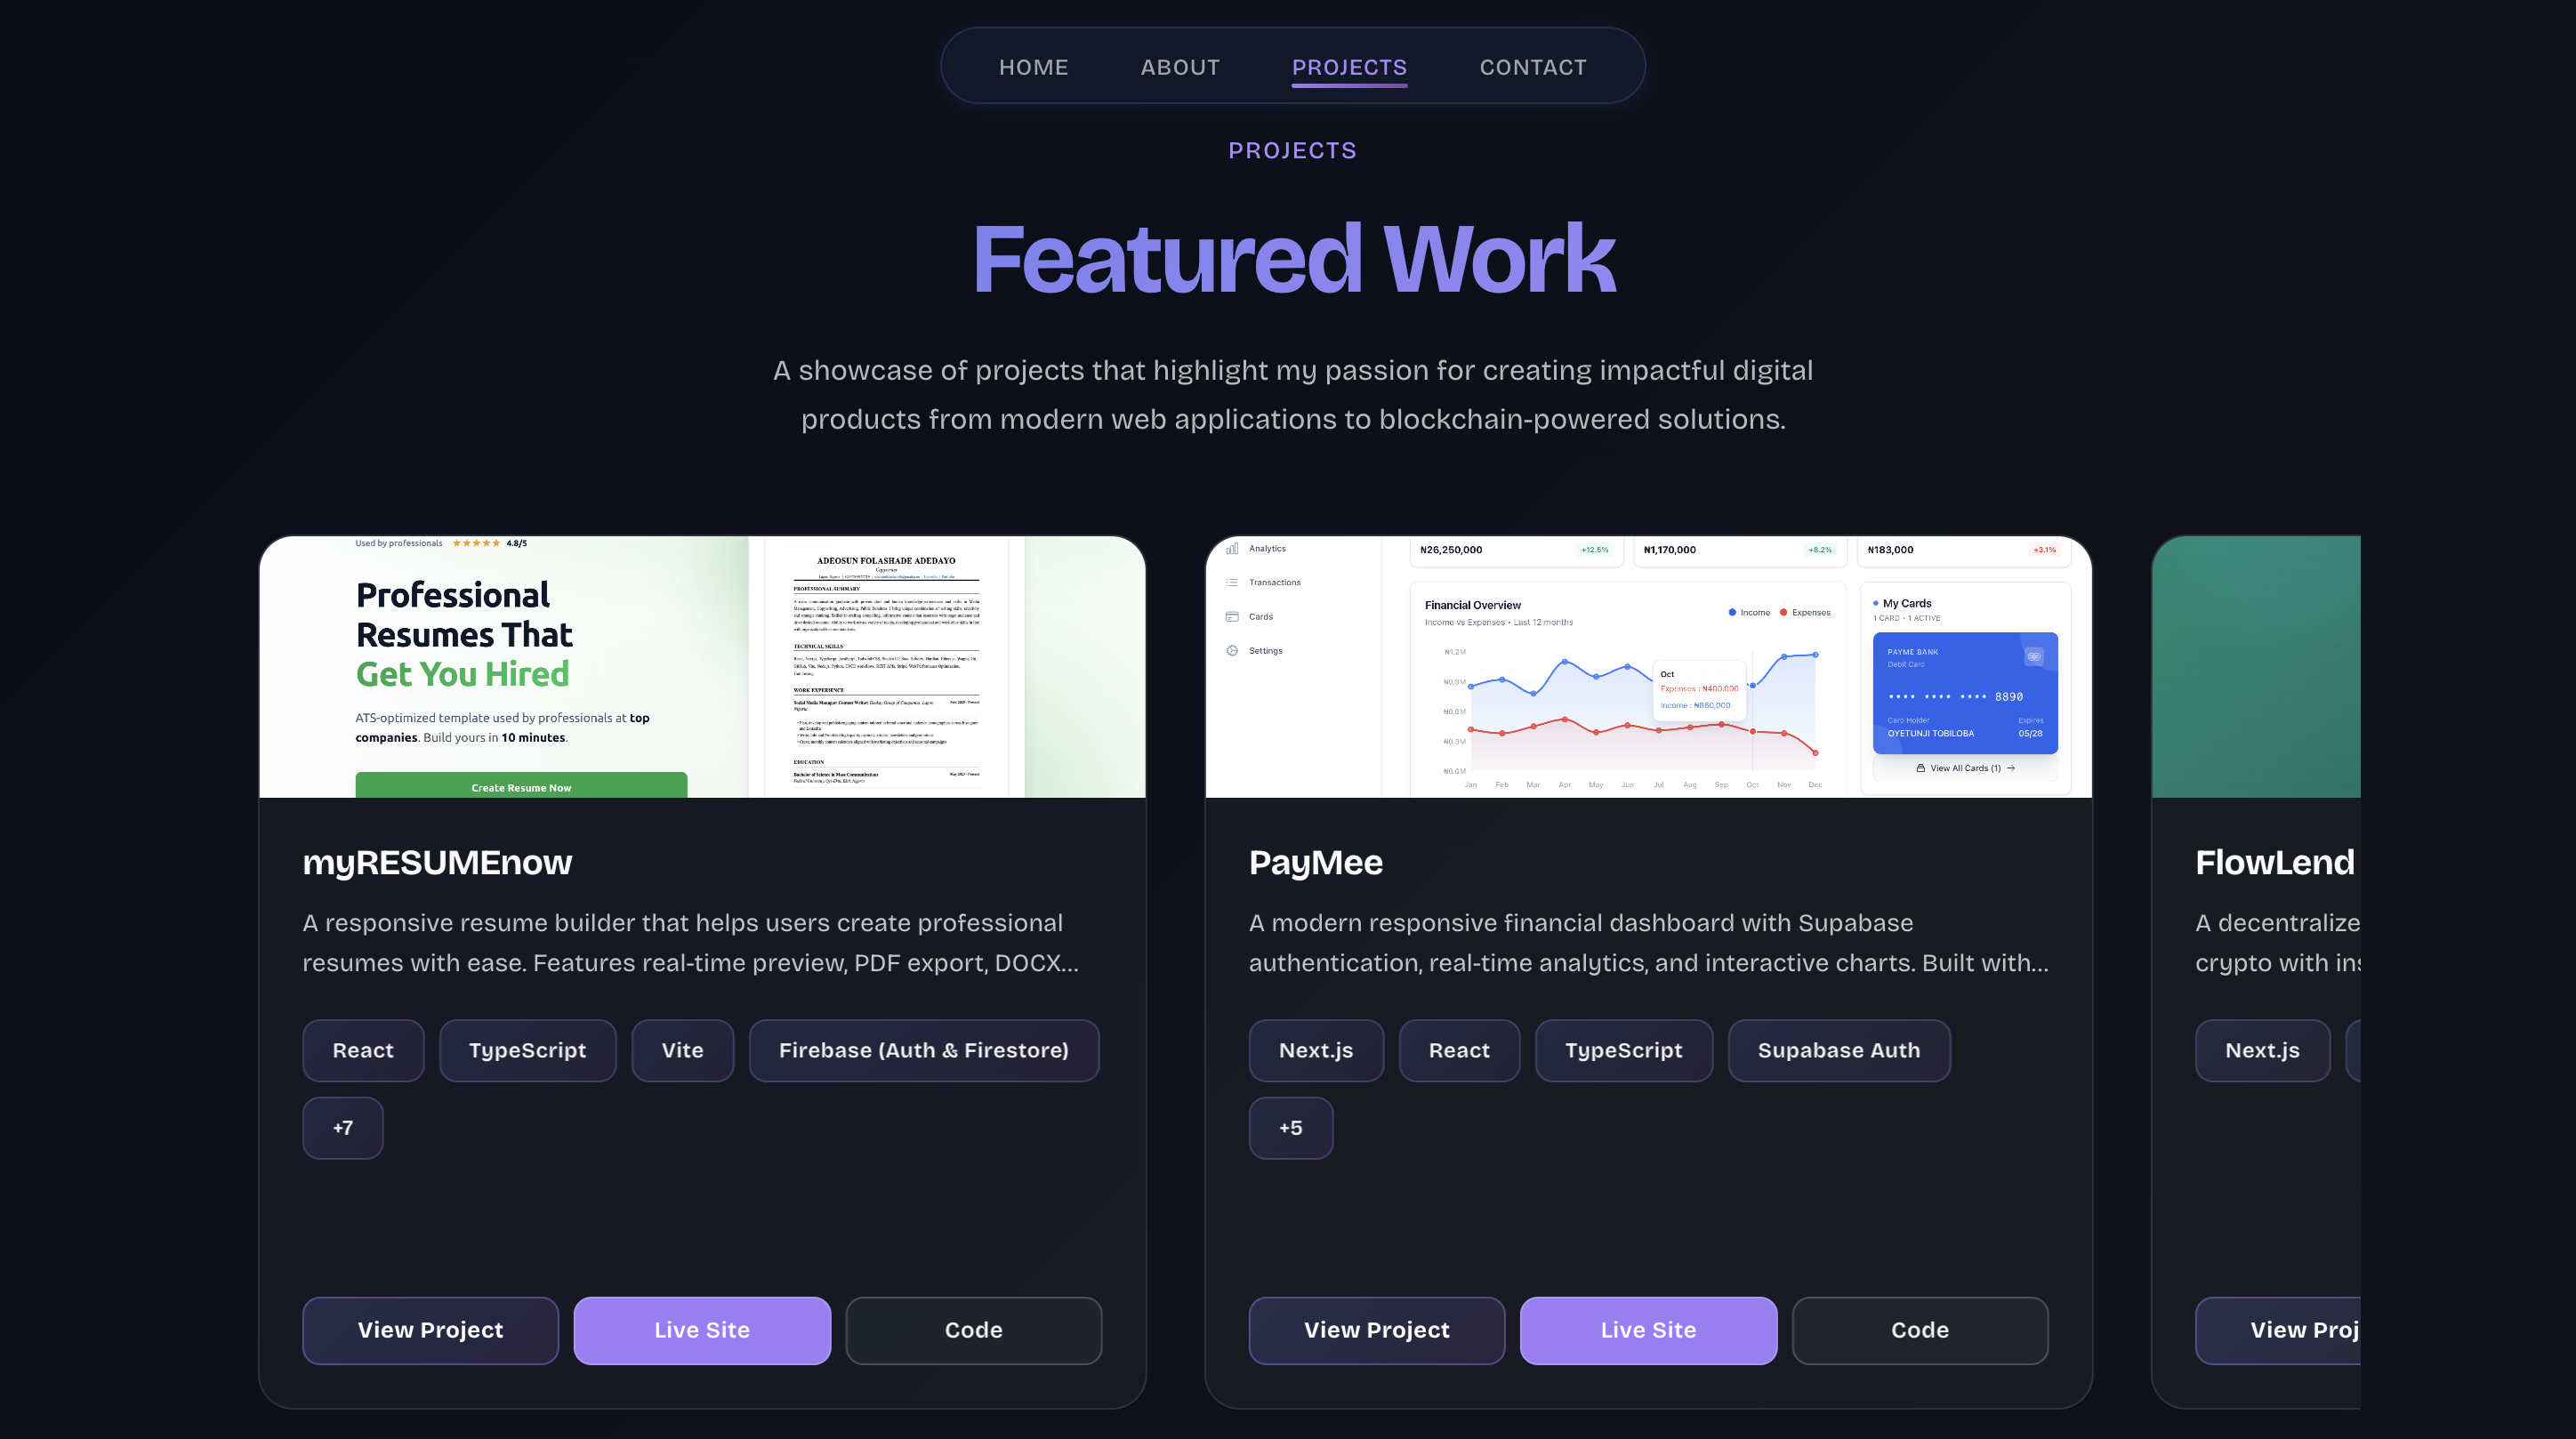 HOME ABOUT PROJECTS CONTACT
PROJECTS
Featured Work
A showcase of projects that highlight my passion for creating impactful digital
products from modern web applications to blockchain-powered solutions.
Used by professionals ★★★★★ 4.8/5
Professional
Resumes That
Get You Hired
ATS-optimized template used by professionals at top
companies. Build yours in 10 minutes.
Create Resume Now
ADEOSUN FOLASHADE ADEDAYO
Copywriter
PROFESSIONAL SUMMARY
TECHNICAL SKILLS
WORK EXPERIENCE
EDUCATION
myRESUMEnow
A responsive resume builder that helps users create professional
resumes with ease. Features real-time preview, PDF export, DOCX...
React TypeScript Vite Firebase (Auth & Firestore)
+7
View Project Live Site Code
Analytics
Transactions
Cards
Settings
₦26,250,000 +12.5% ₦1,170,000 +8.2% ₦183,000 +3.1%
Financial Overview
Income vs Expenses • Last 12 months
Income Expenses
₦1.2M
₦0.9M
₦0.6M
₦0.3M
₦0.0M
Oct
Expenses : ₦400,000
Income : ₦860,000
Jan Feb Mar Apr May Jun Jul Aug Sep Oct Nov Dec
My Cards
1 CARD • 1 ACTIVE
PAYME BANK
Debit Card
•••• •••• •••• 8890
Card Holder Expires
OYETUNJI TOBILOBA 05/28
View All Cards (1) →
PayMee
A modern responsive financial dashboard with Supabase
authentication, real-time analytics, and interactive charts. Built with...
Next.js React TypeScript Supabase Auth
+5
View Project Live Site Code
FlowLend
A decentralize
crypto with ins
Next.js
View Proj